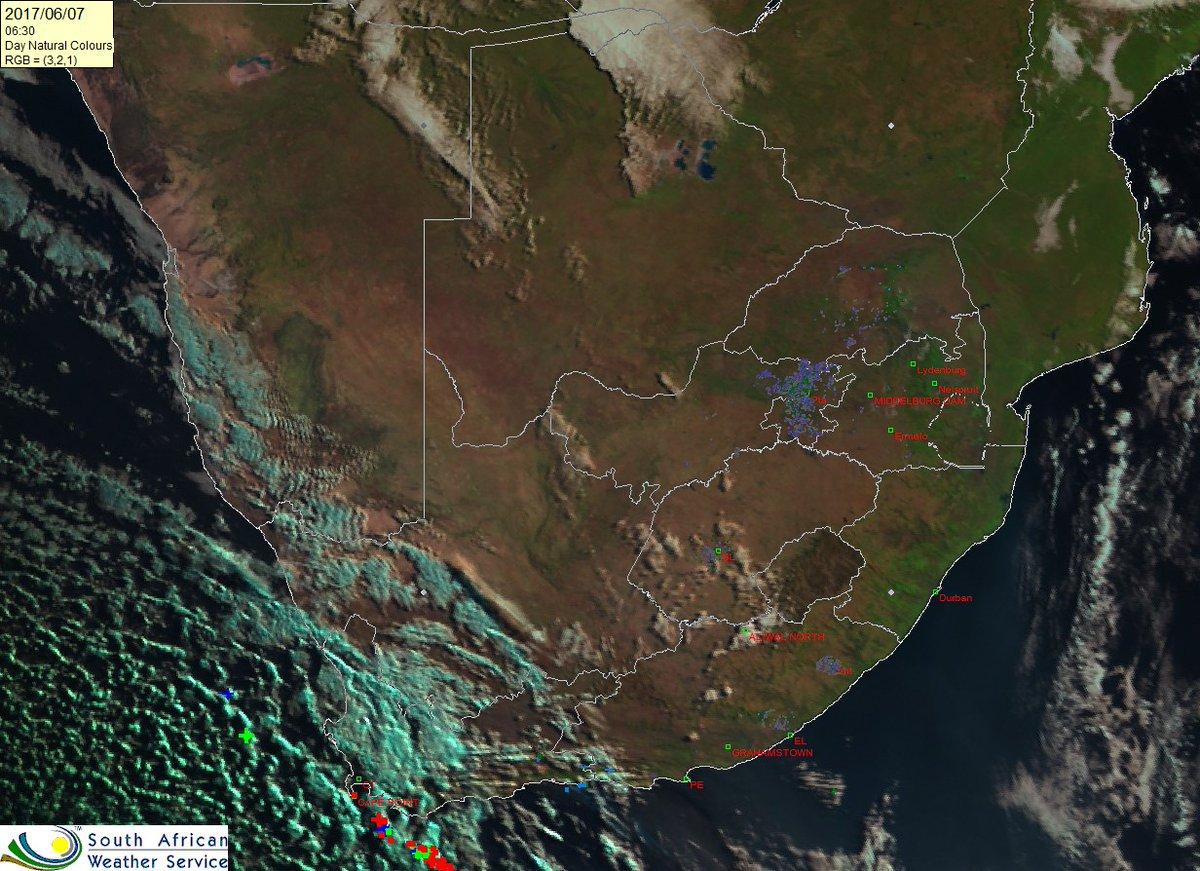 2017/06/07
06:30
Day Natural Colours
RGB = (3,2,1)
Lydenburg
Nelspruit
MIDDELBURG DAM
Ermelo
Durban
ALIWAL NORTH
EL
GRAHAMSTOWN
PE
CAPE POINT
South African
Weather Service